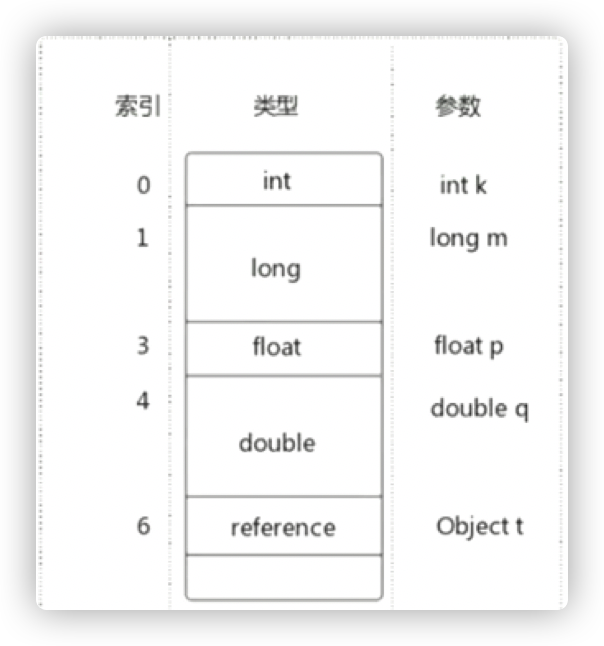 索引 类型 参数
0 int int k
1 long long m
3 float float p
4 double double q
6 reference Object t